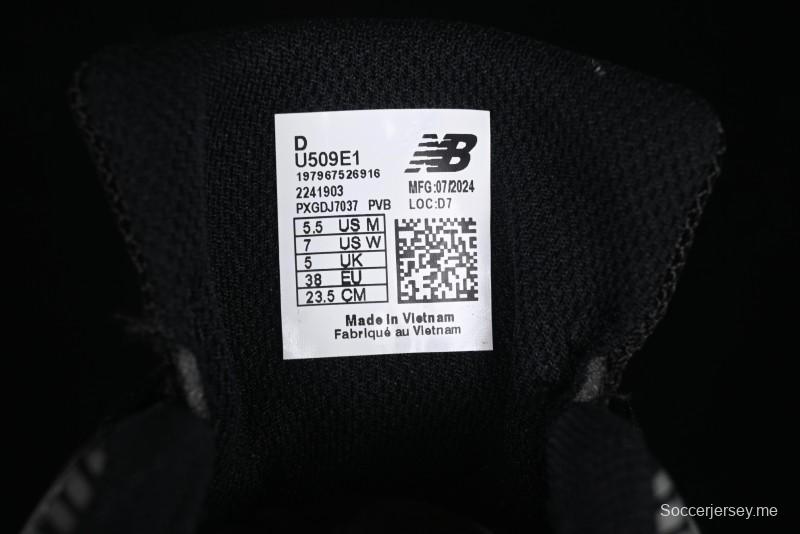 D
U509E1
NB
197967526916
2241903
MFG:07/2024
PXGDJ7037 PVB
LOC:D7
5.5 US M
7 US W
5 UK
38 EU
23.5 CM
Made in Vietnam
Fabriqué au Vietnam
Soccerjersey.me